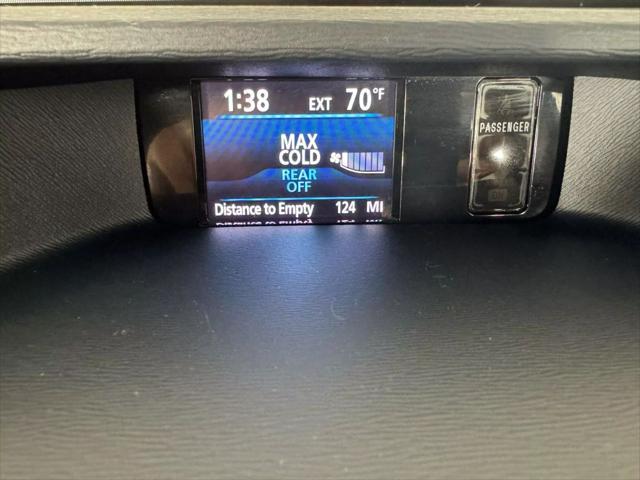 1:38 EXT 70°F
MAX
COLD
REAR
OFF
Distance to Empty 124 MI
PASSENGER